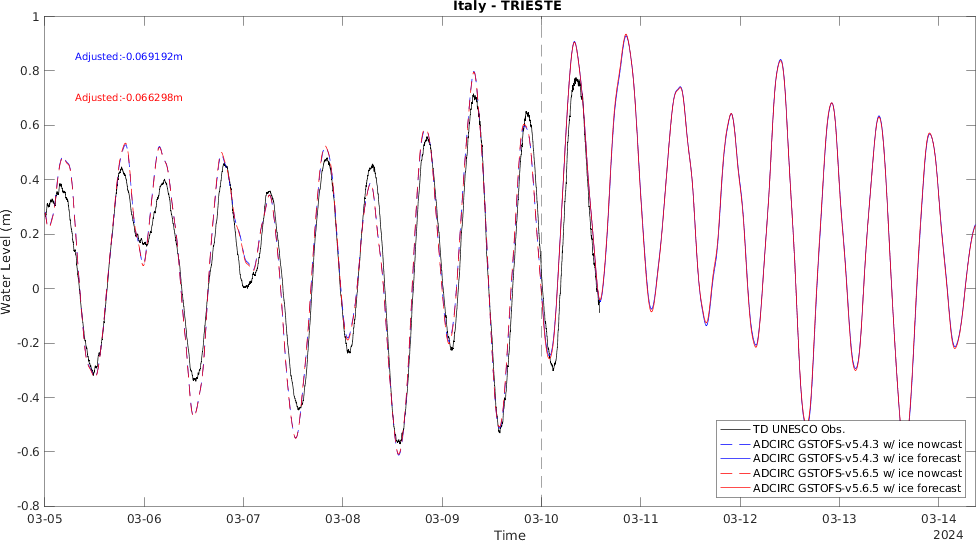 Italy - TRIESTE
Adjusted:-0.069192m
Adjusted:-0.066298m
Water Level (m)
1
0.8
0.6
0.4
0.2
0
-0.2
-0.4
-0.6
-0.8
TD UNESCO Obs.
ADCIRC GSTOFS-v5.4.3 w/ ice nowcast
ADCIRC GSTOFS-v5.4.3 w/ ice forecast
ADCIRC GSTOFS-v5.6.5 w/ ice nowcast
ADCIRC GSTOFS-v5.6.5 w/ ice forecast
03-05 03-06 03-07 03-08 03-09 03-10 03-11 03-12 03-13 03-14
Time
2024